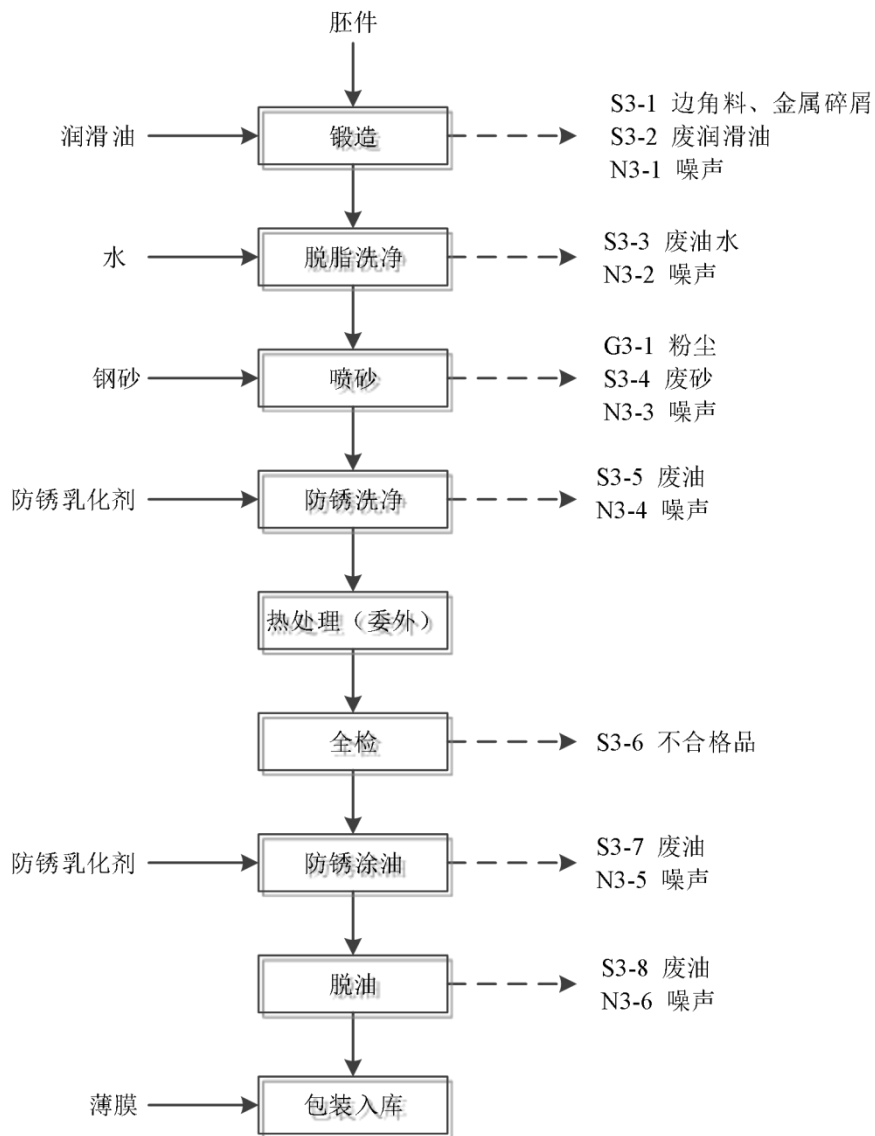 胚件
润滑油
锻造
S3-1 边角料、金属碎屑
S3-2 废润滑油
N3-1 噪声
水
脱脂洗净
S3-3 废油水
N3-2 噪声
钢砂
喷砂
G3-1 粉尘
S3-4 废砂
N3-3 噪声
防锈乳化剂
防锈洗净
S3-5 废油
N3-4 噪声
热处理（委外）
全检
S3-6 不合格品
防锈乳化剂
防锈涂油
S3-7 废油
N3-5 噪声
脱油
S3-8 废油
N3-6 噪声
薄膜
包装入库